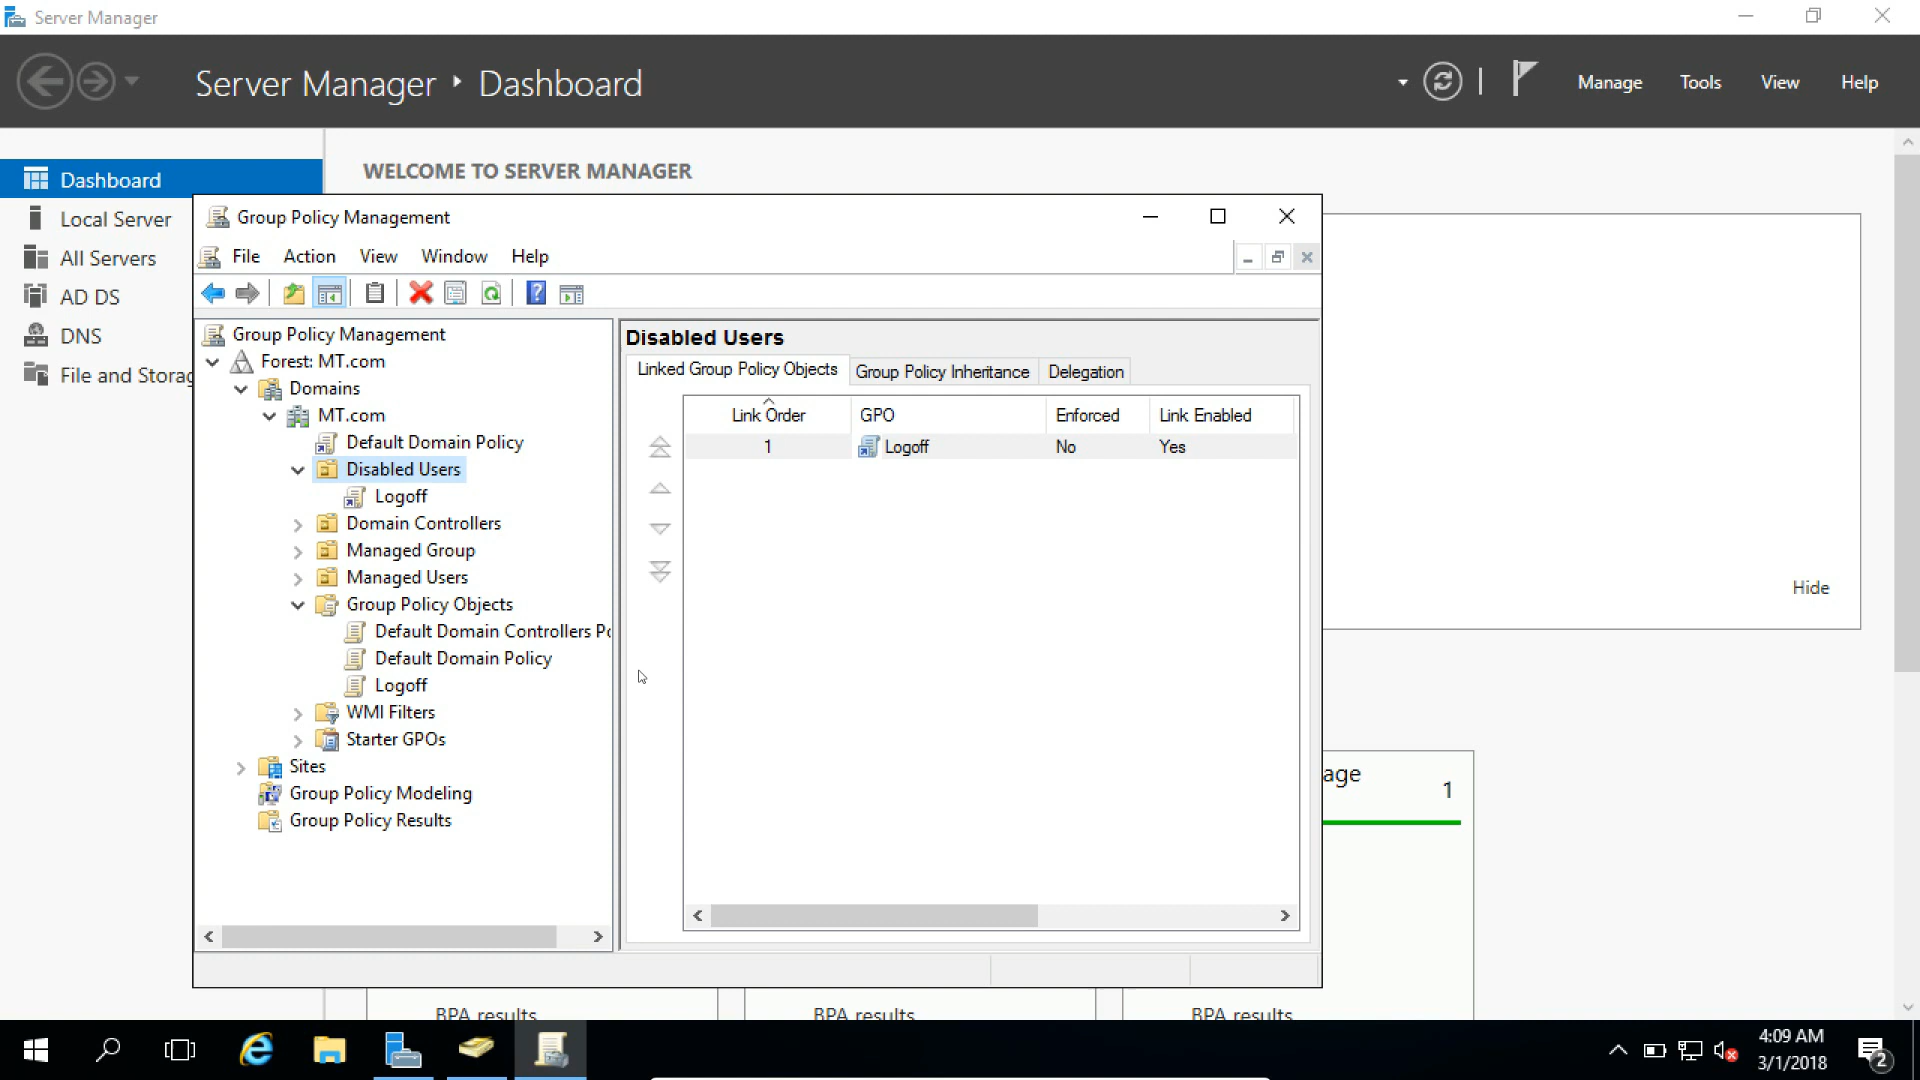 Server Manager
Server Manager ‣ Dashboard
Manage
Tools
View
Help
Dashboard
Local Server
All Servers
AD DS
DNS
File and Storag
WELCOME TO SERVER MANAGER
Group Policy Management
File Action View Window Help
Group Policy Management
Forest: MT.com
Domains
MT.com
Default Domain Policy
Disabled Users
Logoff
Domain Controllers
Managed Group
Managed Users
Group Policy Objects
Default Domain Controllers Po
Default Domain Policy
Logoff
WMI Filters
Starter GPOs
Sites
Group Policy Modeling
Group Policy Results
Disabled Users
Linked Group Policy Objects
Group Policy Inheritance
Delegation
Link Order GPO Enforced Link Enabled
1 Logoff No Yes
Hide
age
1
BPA results
BPA results
BPA results
4:09 AM
3/1/2018
2